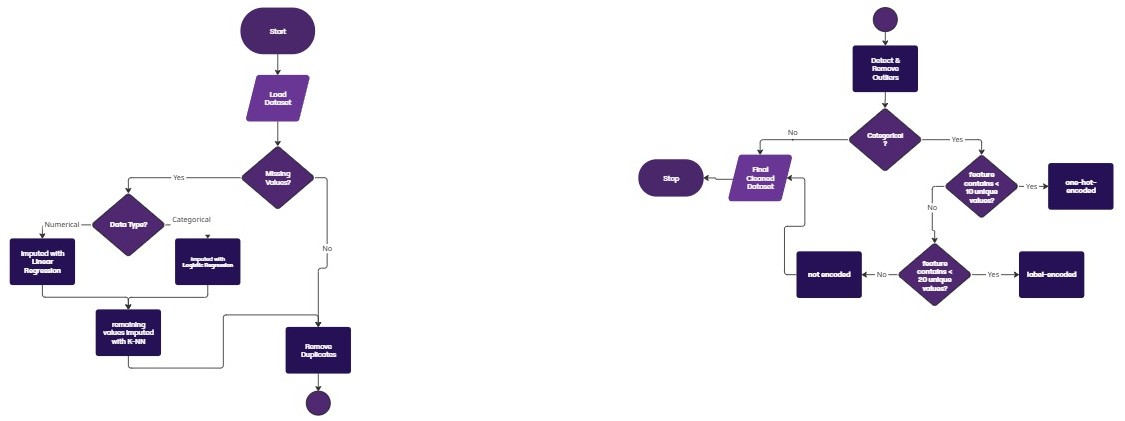 Start
Load
Dataset
Missing
Values?
Yes
No
Data Type?
Numerical
Categorical
Imputed with
Linear
Regression
Imputed with
Logistic Regression
remaining
values imputed
with K-NN
Remove
Duplicates
Detect &
Remove
Outliers
Categorical
?
No
Yes
Final
Cleaned
Dataset
Stop
feature
contains <
10 unique
values?
Yes
one-hot-
encoded
No
feature
contains <
20 unique
values?
Yes
label-encoded
No
not encoded